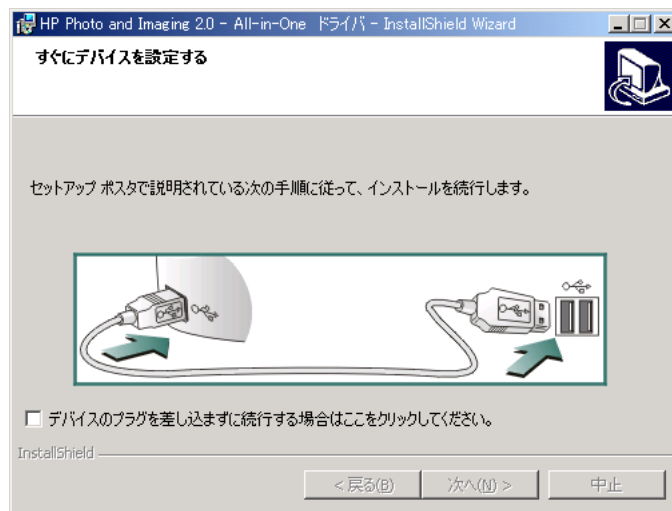 HP Photo and Imaging 2.0 - All-in-One ドライバ - InstallShield Wizard
すぐにデバイスを設定する
セットアップ ポスタで説明されている次の手順に従って、インストールを続行します。
デバイスのプラグを差し込まずに続行する場合はここをクリックしてください。
InstallShield
< 戻る(B) 次へ(N) > 中止